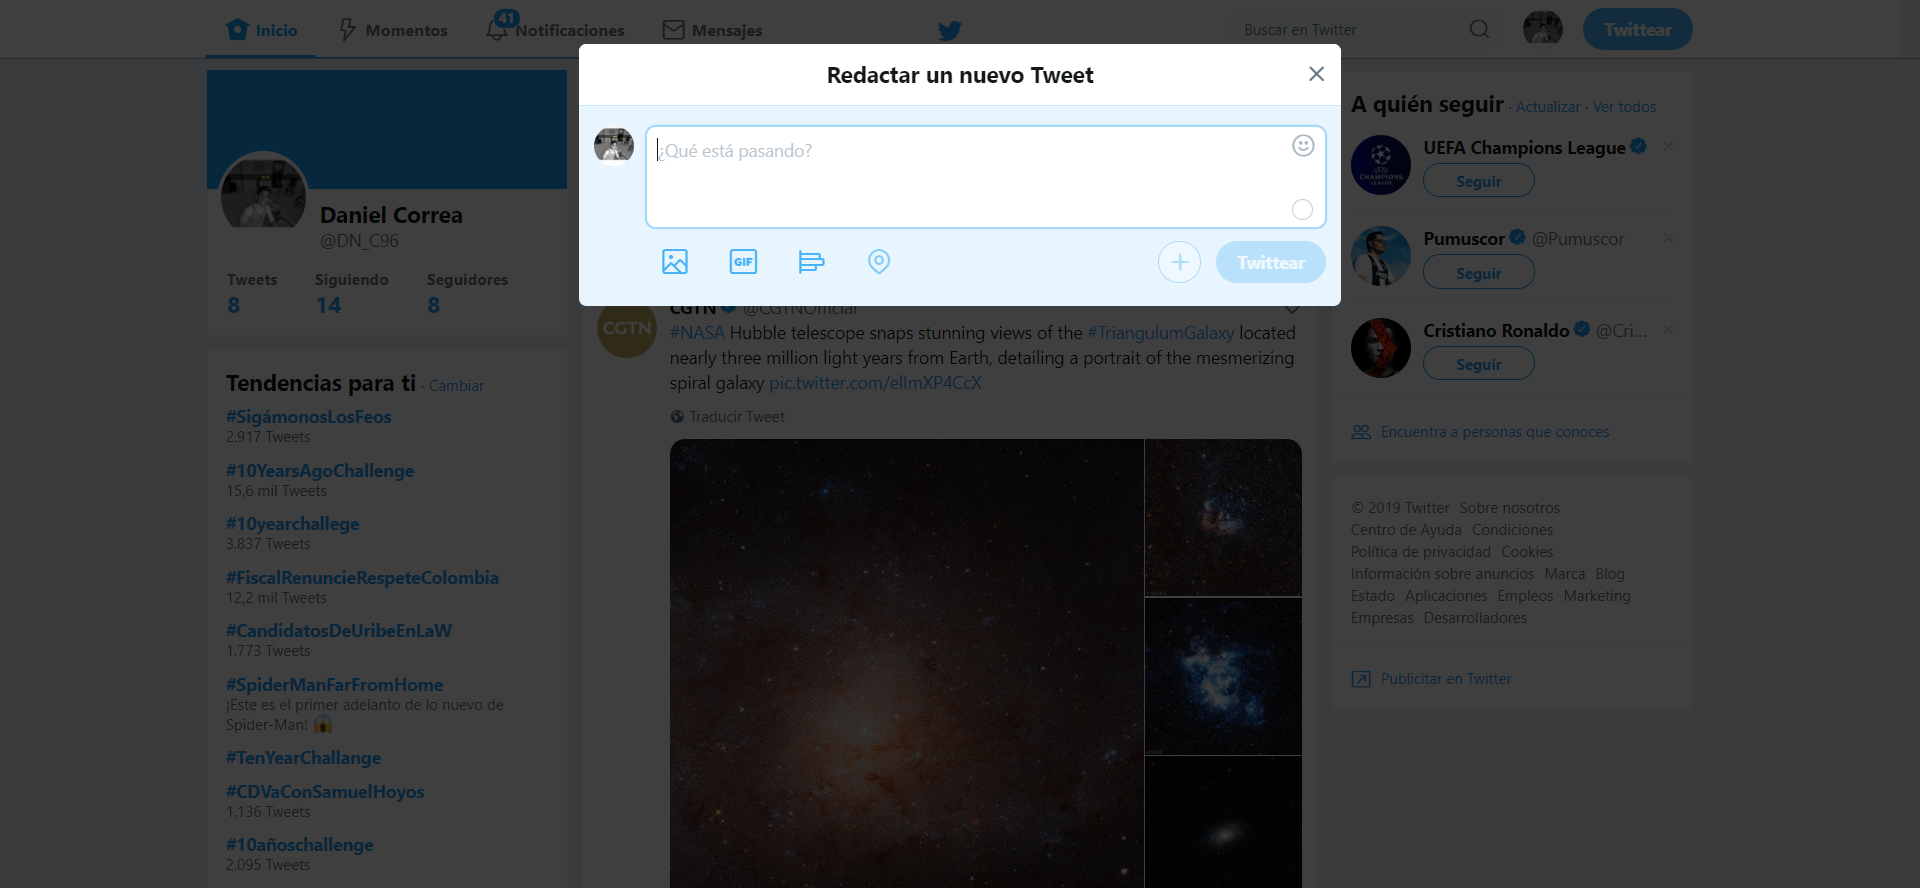 Inicio
Momentos
41
Notificaciones
Mensajes
Buscar en Twitter
Twittear
Redactar un nuevo Tweet
¿Qué está pasando?
GIF
Twittear
Daniel Correa
@DN_C96
Tweets Siguiendo Seguidores
8 14 8
Tendencias para ti · Cambiar
#SigámonosLosFeos
2.917 Tweets
#10YearsAgoChallenge
15,6 mil Tweets
#10yearchallege
3.837 Tweets
#FiscalRenuncieRespeteColombia
12,2 mil Tweets
#CandidatosDeUribeEnLaW
1.773 Tweets
#SpiderManFarFromHome
¡Este es el primer adelanto de lo nuevo de
Spider-Man! 😱
#TenYearChallange
#CDVaConSamuelHoyos
1.136 Tweets
#10añoschallenge
2.095 Tweets
CGTN
CGTN @CGTNOfficial
#NASA Hubble telescope snaps stunning views of the #TriangulumGalaxy located
nearly three million light years from Earth, detailing a portrait of the mesmerizing
spiral galaxy pic.twitter.com/elImXP4CcX
Traducir Tweet
A quién seguir · Actualizar · Ver todos
CHAMPIONS
LEAGUE
UEFA Champions League
Seguir
Pumuscor @Pumuscor
Seguir
Cristiano Ronaldo @Cri...
Seguir
Encuentra a personas que conoces
© 2019 Twitter Sobre nosotros
Centro de Ayuda Condiciones
Política de privacidad Cookies
Información sobre anuncios Marca Blog
Estado Aplicaciones Empleos Marketing
Empresas Desarrolladores
Publicitar en Twitter